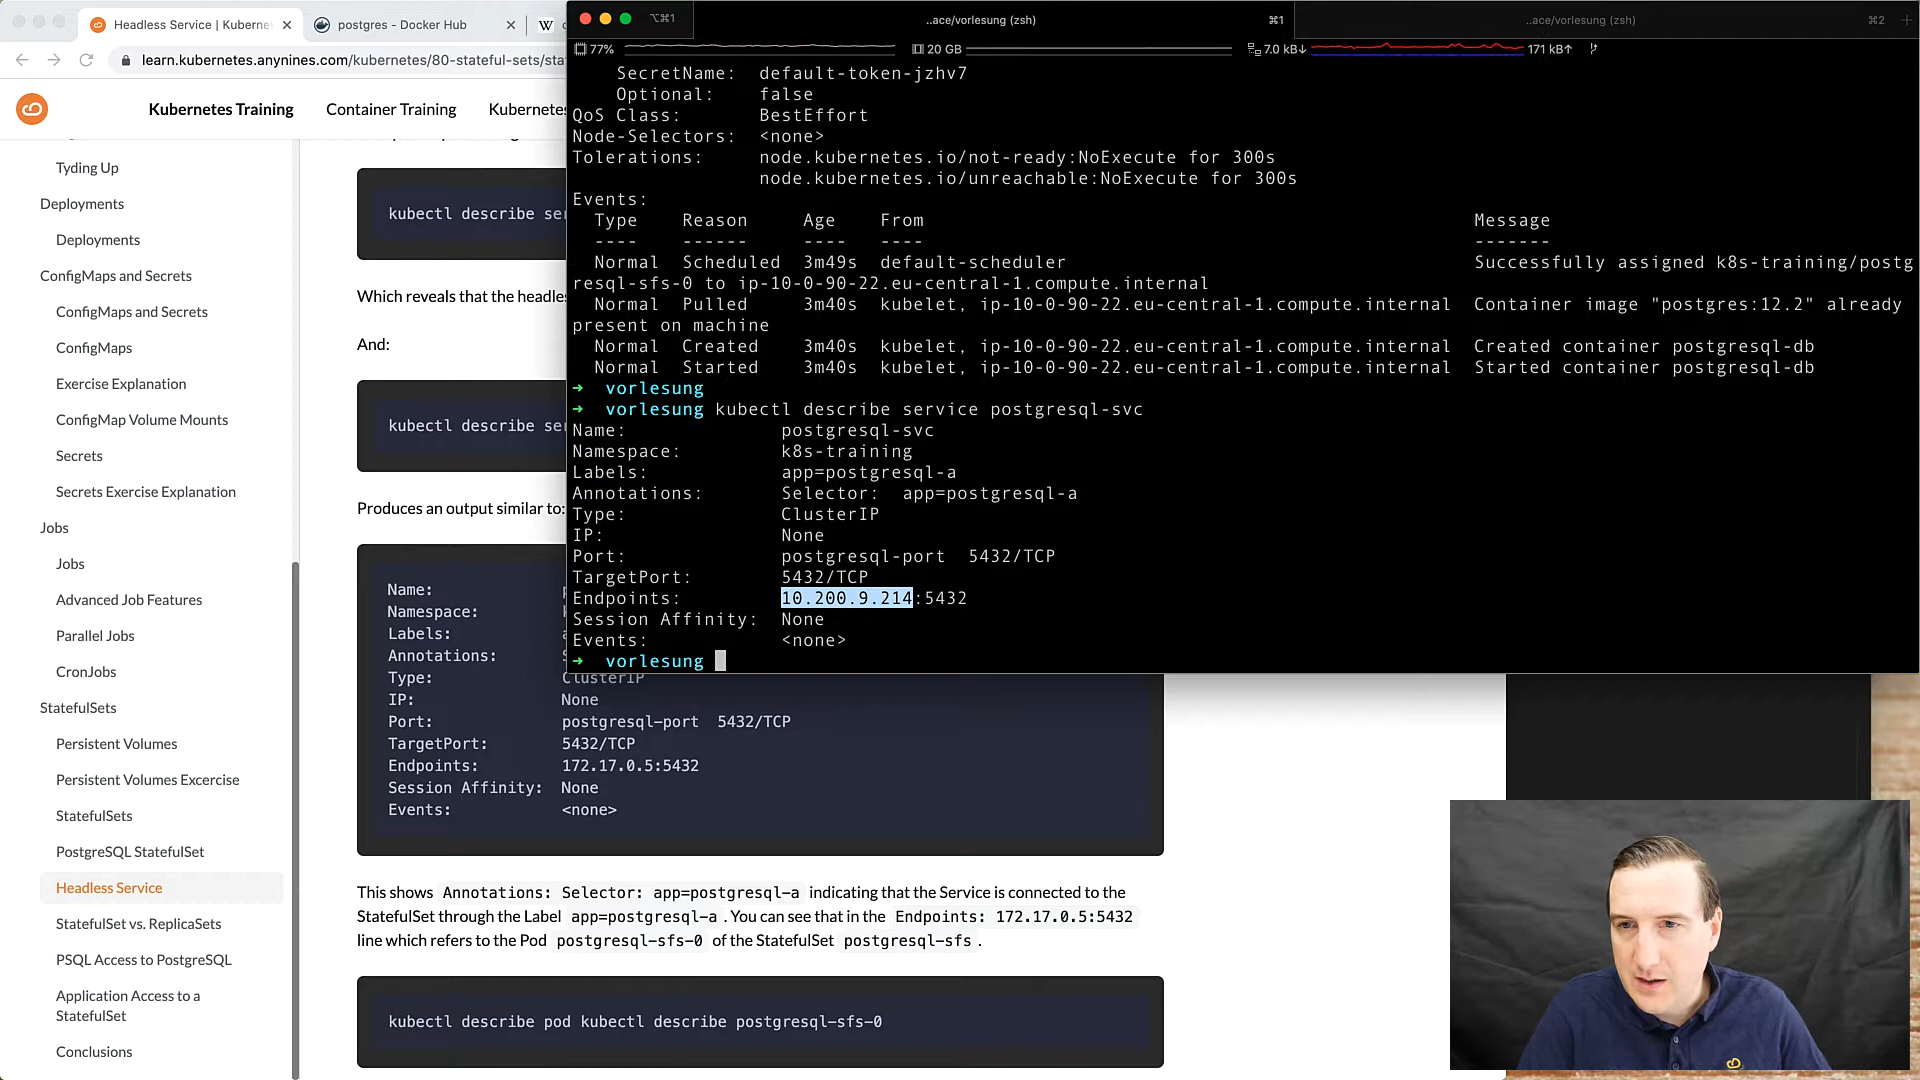 Headless Service | Kuberne
postgres - Docker Hub
W
learn.kubernetes.anynines.com/kubernetes/80-stateful-sets/sta
Kubernetes Training
Container Training
Kubernete
Tyding Up
Deployments
Deployments
ConfigMaps and Secrets
ConfigMaps and Secrets
ConfigMaps
Exercise Explanation
ConfigMap Volume Mounts
Secrets
Secrets Exercise Explanation
Jobs
Jobs
Advanced Job Features
Parallel Jobs
CronJobs
StatefulSets
Persistent Volumes
Persistent Volumes Excercise
StatefulSets
PostgreSQL StatefulSet
Headless Service
StatefulSet vs. ReplicaSets
PSQL Access to PostgreSQL
Application Access to a
StatefulSet
Conclusions
kubectl describe ser
Which reveals that the headles
And:
kubectl describe ser
Produces an output similar to:
Name:
Namespace:
Labels:
Annotations:
Type: ClusterIP
IP: None
Port: postgresql-port 5432/TCP
TargetPort: 5432/TCP
Endpoints: 172.17.0.5:5432
Session Affinity: None
Events: <none>
This shows Annotations: Selector: app=postgresql-a indicating that the Service is connected to the
StatefulSet through the Label app=postgresql-a . You can see that in the Endpoints: 172.17.0.5:5432
line which refers to the Pod postgresql-sfs-0 of the StatefulSet postgresql-sfs .
kubectl describe pod kubectl describe postgresql-sfs-0
⌥⌘1
..ace/vorlesung (zsh) ⌘1
..ace/vorlesung (zsh) ⌘2
77% 20 GB 7.0 kB↓ 171 kB↑
SecretName: default-token-jzhv7
Optional: false
QoS Class: BestEffort
Node-Selectors: <none>
Tolerations: node.kubernetes.io/not-ready:NoExecute for 300s
node.kubernetes.io/unreachable:NoExecute for 300s
Events:
Type Reason Age From Message
---- ------ ---- ---- -------
Normal Scheduled 3m49s default-scheduler Successfully assigned k8s-training/postg
resql-sfs-0 to ip-10-0-90-22.eu-central-1.compute.internal
Normal Pulled 3m40s kubelet, ip-10-0-90-22.eu-central-1.compute.internal Container image "postgres:12.2" already
present on machine
Normal Created 3m40s kubelet, ip-10-0-90-22.eu-central-1.compute.internal Created container postgresql-db
Normal Started 3m40s kubelet, ip-10-0-90-22.eu-central-1.compute.internal Started container postgresql-db
➜ vorlesung
➜ vorlesung kubectl describe service postgresql-svc
Name: postgresql-svc
Namespace: k8s-training
Labels: app=postgresql-a
Annotations: Selector: app=postgresql-a
Type: ClusterIP
IP: None
Port: postgresql-port 5432/TCP
TargetPort: 5432/TCP
Endpoints: 10.200.9.214:5432
Session Affinity: None
Events: <none>
➜ vorlesung